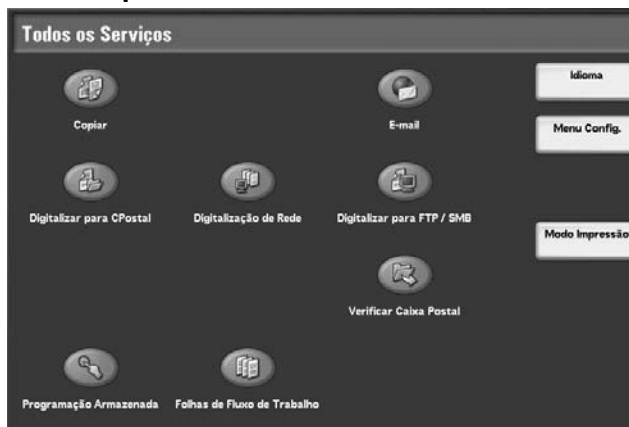 Todos os Serviços
Idioma
Copiar
E-mail
Menu Config.
Digitalizar para CPostal
Digitalização de Rede
Digitalizar para FTP / SMB
Modo Impressão
Verificar Caixa Postal
Programação Armazenada
Folhas de Fluxo de Trabalho